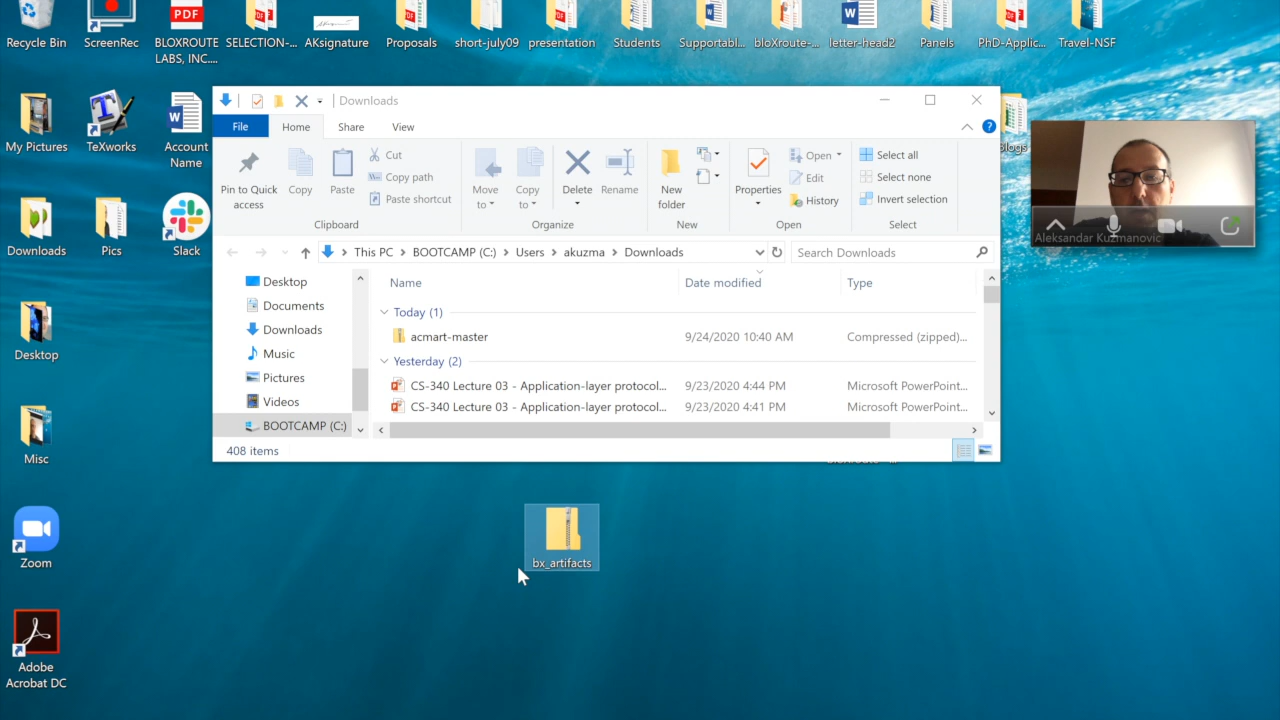 Recycle Bin
ScreenRec
BLOXROUTE
LABS, INC....
SELECTION-...
AKsignature
Proposals
short-july09
presentation
Students
Supportabl...
bloXroute-...
letter-head2
Panels
PhD-Applic...
Travel-NSF
My Pictures
TeXworks
Account
Name
Downloads
Pics
Slack
Desktop
Misc
Zoom
Adobe
Acrobat DC
Downloads
File
Home
Share
View
Pin to Quick
access
Copy
Paste
Cut
Copy path
Paste shortcut
Clipboard
Move
to
Copy
to
Delete
Rename
Organize
New
folder
New
Properties
Open
Edit
History
Open
Select all
Select none
Invert selection
Select
This PC > BOOTCAMP (C:) > Users > akuzma > Downloads
Search Downloads
Desktop
Documents
Downloads
Music
Pictures
Videos
BOOTCAMP (C:)
Name
Date modified
Type
Today (1)
acmart-master
9/24/2020 10:40 AM
Compressed (zipped)...
Yesterday (2)
CS-340 Lecture 03 - Application-layer protocol...
9/23/2020 4:44 PM
Microsoft PowerPoint...
CS-340 Lecture 03 - Application-layer protocol...
9/23/2020 4:41 PM
Microsoft PowerPoint...
408 items
Blogs
Aleksandar Kuzmanovic
bx_artifacts